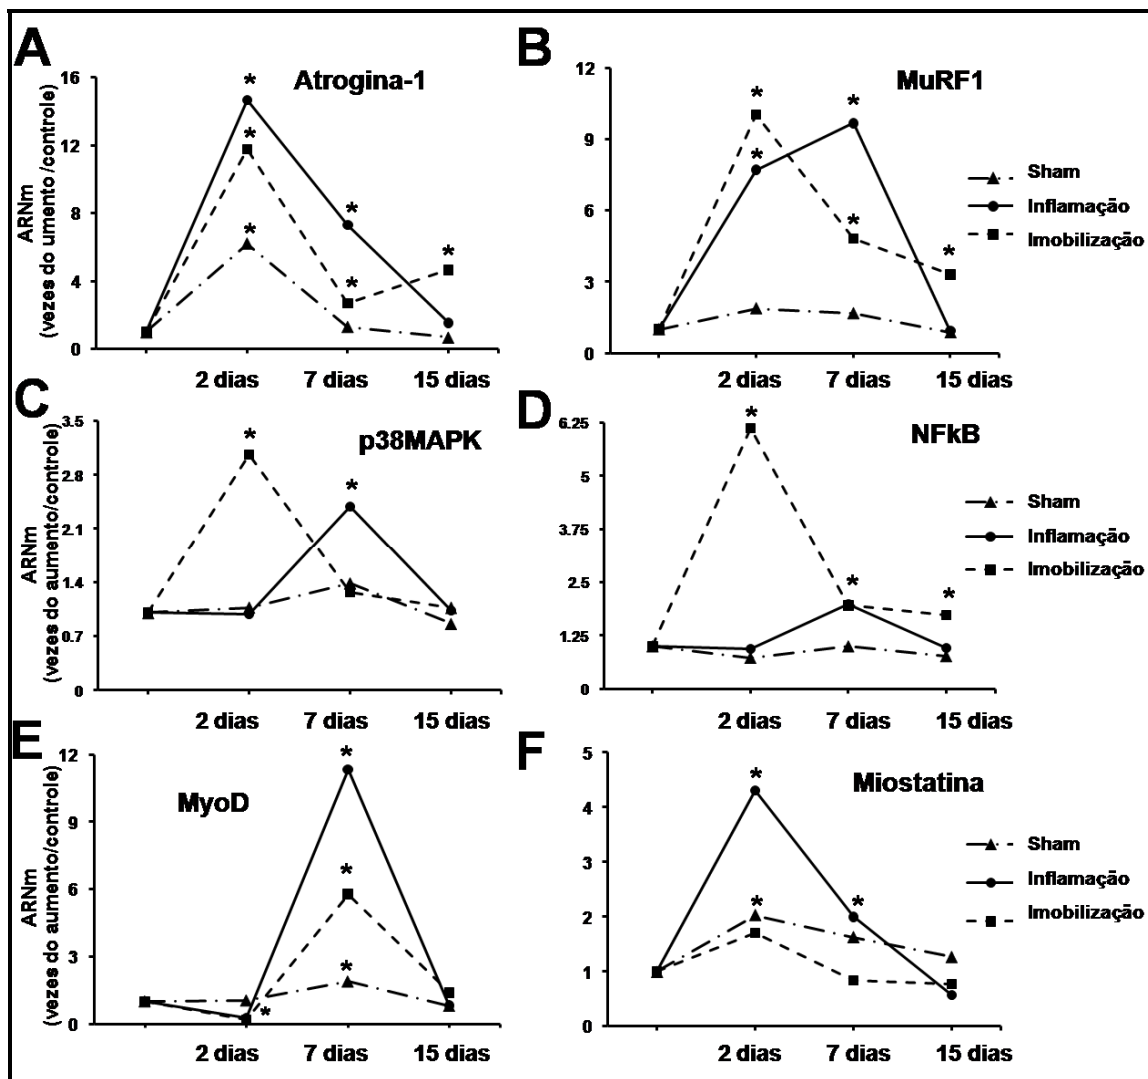 A
B
Atrogina-1
MuRF1
ARNm
(vezes do umento /controle)
16
12
8
4
0
*
*
*
*
*
*
2 dias
7 dias
15 dias
12
9
6
3
0
*
*
*
*
*
2 dias
7 dias
15 dias
Sham
Inflamação
Imobilização
C
D
p38MAPK
NFkB
ARNm
(vezes do aumento/controle)
3.5
2.8
2.1
1.4
0.7
0
*
*
2 dias
7 dias
15 dias
6.25
5
3.75
2.5
1.25
0
*
*
*
2 dias
7 dias
15 dias
Sham
Inflamação
Imobilização
E
F
MyoD
Miostatina
ARNm
(vezes do aumento/controle)
12
9
6
3
0
*
*
*
*
2 dias
7 dias
15 dias
5
4
3
2
1
0
*
*
*
2 dias
7 dias
15 dias
Sham
Inflamação
Imobilização